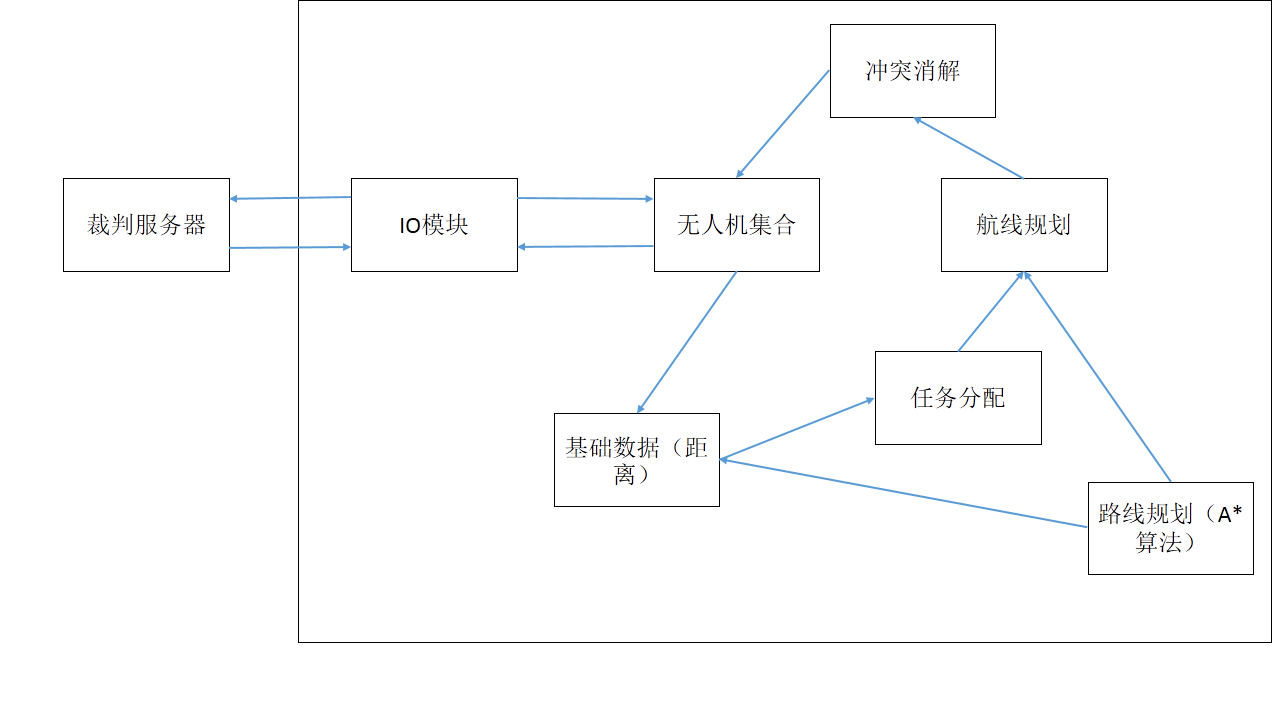 冲突消解
裁判服务器
IO模块
无人机集合
航线规划
任务分配
基础数据（距
离）
路线规划（A*
算法）